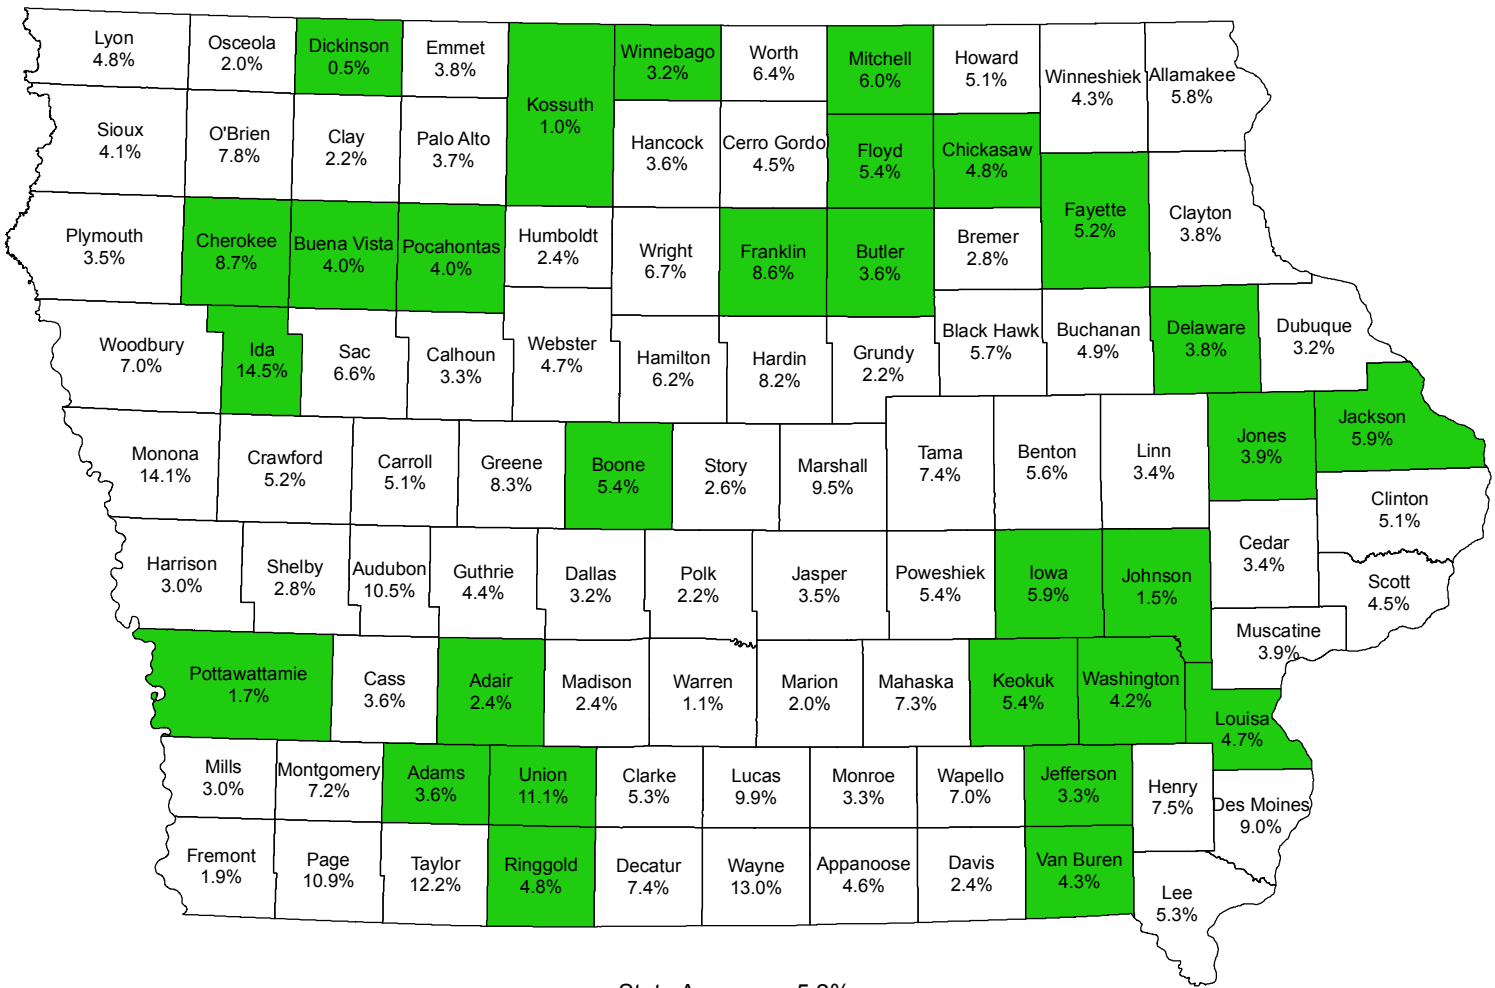 Lyon
4.8%
Osceola
2.0%
Dickinson
0.5%
Emmet
3.8%
Kossuth
1.0%
Winnebago
3.2%
Worth
6.4%
Mitchell
6.0%
Howard
5.1%
Winneshiek
4.3%
Allamakee
5.8%
Sioux
4.1%
O'Brien
7.8%
Clay
2.2%
Palo Alto
3.7%
Hancock
3.6%
Cerro Gordo
4.5%
Floyd
5.4%
Chickasaw
4.8%
Fayette
5.2%
Clayton
3.8%
Plymouth
3.5%
Cherokee
8.7%
Buena Vista
4.0%
Pocahontas
4.0%
Humboldt
2.4%
Wright
6.7%
Franklin
8.6%
Butler
3.6%
Bremer
2.8%
Woodbury
7.0%
Ida
14.5%
Sac
6.6%
Calhoun
3.3%
Webster
4.7%
Hamilton
6.2%
Hardin
8.2%
Grundy
2.2%
Black Hawk
5.7%
Buchanan
4.9%
Delaware
3.8%
Dubuque
3.2%
Monona
14.1%
Crawford
5.2%
Carroll
5.1%
Greene
8.3%
Boone
5.4%
Story
2.6%
Marshall
9.5%
Tama
7.4%
Benton
5.6%
Linn
3.4%
Jones
3.9%
Jackson
5.9%
Clinton
5.1%
Harrison
3.0%
Shelby
2.8%
Audubon
10.5%
Guthrie
4.4%
Dallas
3.2%
Polk
2.2%
Jasper
3.5%
Poweshiek
5.4%
Iowa
5.9%
Johnson
1.5%
Cedar
3.4%
Scott
4.5%
Muscatine
3.9%
Pottawattamie
1.7%
Cass
3.6%
Adair
2.4%
Madison
2.4%
Warren
1.1%
Marion
2.0%
Mahaska
7.3%
Keokuk
5.4%
Washington
4.2%
Louisa
4.7%
Mills
3.0%
Montgomery
7.2%
Adams
3.6%
Union
11.1%
Clarke
5.3%
Lucas
9.9%
Monroe
3.3%
Wapello
7.0%
Jefferson
3.3%
Henry
7.5%
Des Moines
9.0%
Fremont
1.9%
Page
10.9%
Taylor
12.2%
Ringgold
4.8%
Decatur
7.4%
Wayne
13.0%
Appanoose
4.6%
Davis
2.4%
Van Buren
4.3%
Lee
5.3%